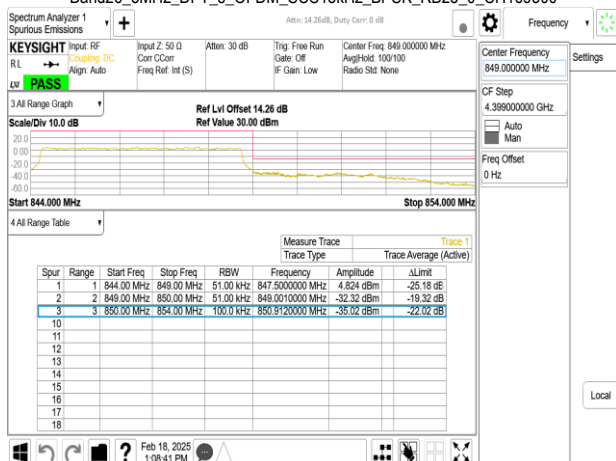 Spectrum Analyzer 1
Spurious Emissions
Attn: 14.26dB, Duty Corr: 0 dB
Frequency
KEYSIGHT
RL
PASS
Input: RF
Coupling: DC
Align: Auto
Input Z: 50 Ω
Corr CCorr
Freq Ref: Int (S)
Atten: 30 dB
Trig: Free Run
Gate: Off
IF Gain: Low
Center Freq: 849.000000 MHz
Avg|Hold: 100/100
Radio Std: None
Center Frequency
849.000000 MHz
Settings
CF Step
4.399000000 GHz
Auto
Man
Freq Offset
0 Hz
3 All Range Graph
Scale/Div 10.0 dB
Ref Lvl Offset 14.26 dB
Ref Value 30.00 dBm
20.0
0.00
-20.0
-40.0
-60.0
Start 844.000 MHz
Stop 854.000 MHz
4 All Range Table
Measure Trace Trace 1
Trace Type Trace Average (Active)
Spur Range Start Freq Stop Freq RBW Frequency Amplitude ΔLimit
1 1 844.00 MHz 849.00 MHz 51.00 kHz 847.5000000 MHz 4.824 dBm -25.18 dB
2 2 849.00 MHz 850.00 MHz 51.00 kHz 849.0010000 MHz -32.32 dBm -19.32 dB
3 3 850.00 MHz 854.00 MHz 100.0 kHz 850.9120000 MHz -35.02 dBm -22.02 dB
10
11
12
13
14
15
16
17
18
Local
Feb 18, 2025
1:08:41 PM